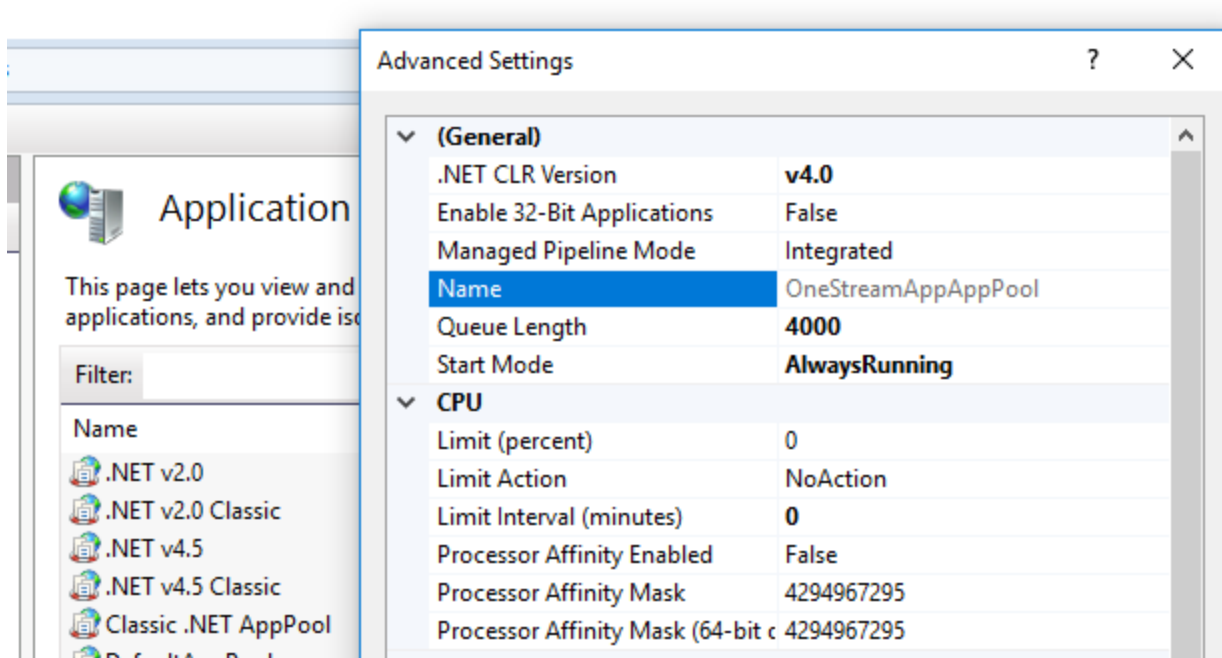 Advanced Settings
?
(General)
.NET CLR Version v4.0
Enable 32-Bit Applications False
Managed Pipeline Mode Integrated
Name OneStreamAppAppPool
Queue Length 4000
Start Mode AlwaysRunning
CPU
Limit (percent) 0
Limit Action NoAction
Limit Interval (minutes) 0
Processor Affinity Enabled False
Processor Affinity Mask 4294967295
Processor Affinity Mask (64-bit 4294967295
Application
This page lets you view and
applications, and provide
Filter:
Name
.NET v2.0
.NET v2.0 Classic
.NET v4.5
.NET v4.5 Classic
Classic .NET AppPool